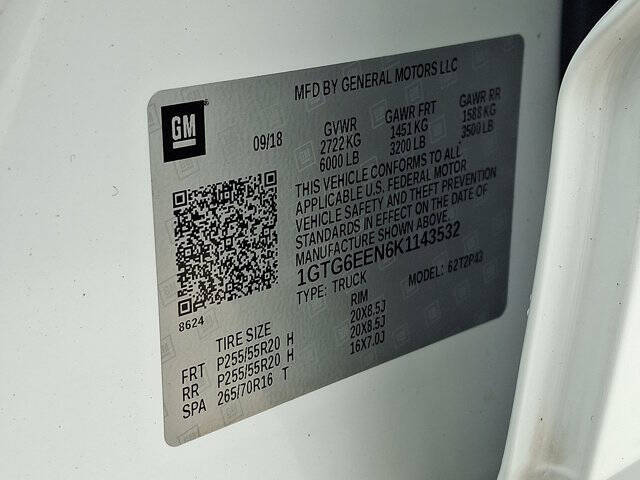 MFD BY GENERAL MOTORS LLC
GM
09/18 GVWR GAWR FRT GAWR RR
2722 KG 1451 KG 1588 KG
6000 LB 3200 LB 3500 LB
THIS VEHICLE CONFORMS TO ALL
APPLICABLE U.S. FEDERAL MOTOR
VEHICLE SAFETY AND THEFT PREVENTION
STANDARDS IN EFFECT ON THE DATE OF
MANUFACTURE SHOWN ABOVE.
1GTG6EEN6K1143532
TYPE: TRUCK MODEL: 62T2P43
8624
TIRE SIZE RIM
FRT P255/55R20 H 20X8.5J
RR P255/55R20 H 20X8.5J
SPA 265/70R16 T 16X7.0J